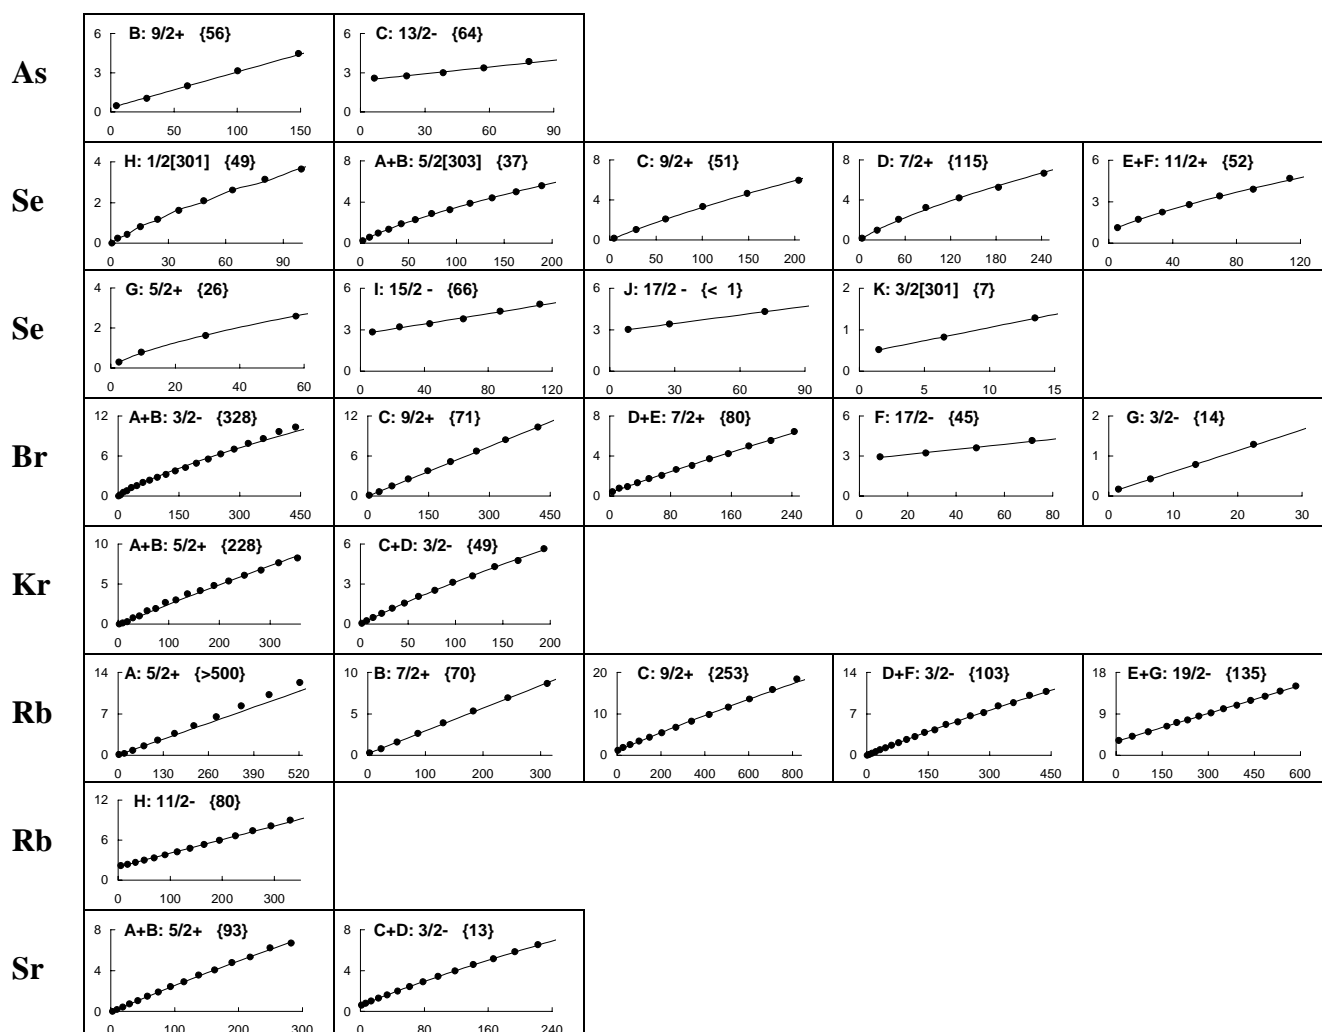 As
B: 9/2+ {56}
6
3
0
0 50 100 150
C: 13/2- {64}
6
3
0
0 30 60 90
Se
H: 1/2[301] {49}
4
2
0
0 30 60 90
A+B: 5/2[303] {37}
8
4
0
0 50 100 150 200
C: 9/2+ {51}
8
4
0
0 50 100 150 200
D: 7/2+ {115}
8
4
0
0 60 120 180 240
E+F: 11/2+ {52}
6
3
0
0 40 80 120
Se
G: 5/2+ {26}
4
2
0
0 20 40 60
I: 15/2 - {66}
6
3
0
0 40 80 120
J: 17/2 - {< 1}
6
3
0
0 30 60 90
K: 3/2[301] {7}
2
1
0
0 5 10 15
Br
A+B: 3/2- {328}
12
6
0
0 150 300 450
C: 9/2+ {71}
12
6
0
0 150 300 450
D+E: 7/2+ {80}
8
4
0
0 80 160 240
F: 17/2- {45}
6
3
0
0 20 40 60 80
G: 3/2- {14}
2
1
0
0 10 20 30
Kr
A+B: 5/2+ {228}
10
5
0
0 100 200 300
C+D: 3/2- {49}
6
3
0
0 50 100 150 200
Rb
A: 5/2+ {>500}
14
7
0
0 130 260 390 520
B: 7/2+ {70}
10
5
0
0 100 200 300
C: 9/2+ {253}
20
10
0
0 200 400 600 800
D+F: 3/2- {103}
14
7
0
0 150 300 450
E+G: 19/2- {135}
18
9
0
0 150 300 450 600
Rb
H: 11/2- {80}
12
6
0
0 100 200 300
Sr
A+B: 5/2+ {93}
8
4
0
0 100 200 300
C+D: 3/2- {13}
8
4
0
0 80 160 240